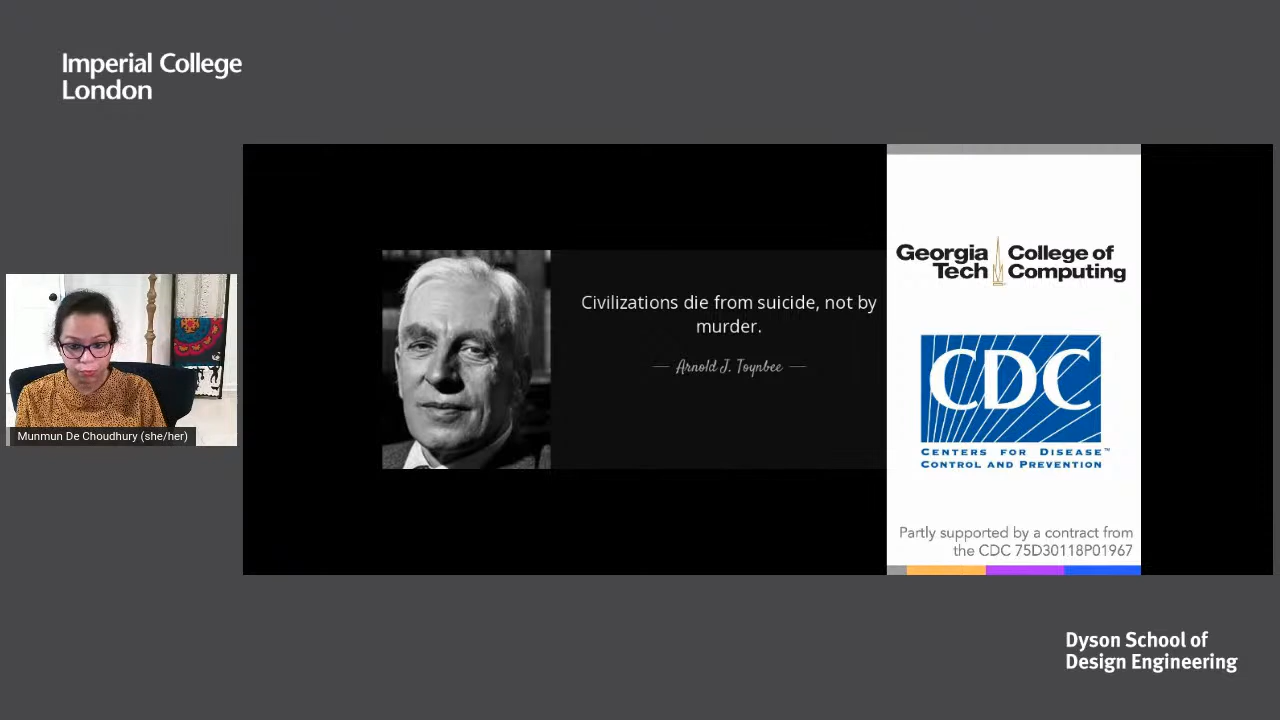 Imperial College
London
Civilizations die from suicide, not by
murder.
Arnold J. Toynbee
Georgia
Tech
College of
Computing
CDC
CENTERS FOR DISEASE™
CONTROL AND PREVENTION
Partly supported by a contract from
the CDC 75D30118P01967
Munmun De Choudhury (she/her)
Dyson School of
Design Engineering